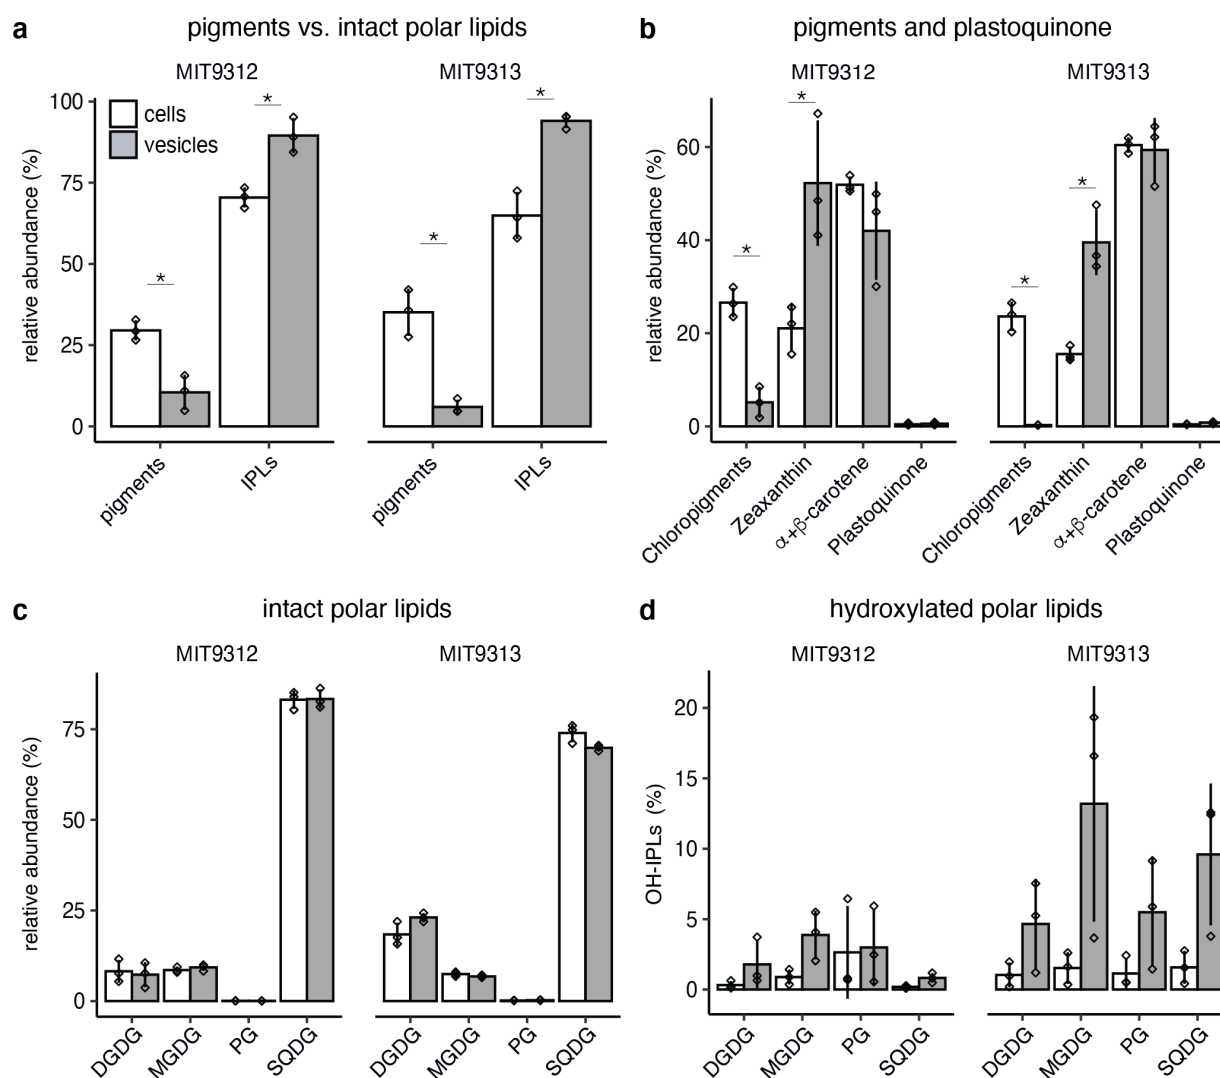 a
pigments vs. intact polar lipids
MIT9312
MIT9313
cells
vesicles
relative abundance (%)
100
75
50
25
0
*
*
*
*
pigments
IPLs
pigments
IPLs
b
pigments and plastoquinone
MIT9312
MIT9313
relative abundance (%)
60
40
20
0
*
*
*
*
Chloropigments
Zeaxanthin
α+β-carotene
Plastoquinone
Chloropigments
Zeaxanthin
α+β-carotene
Plastoquinone
c
intact polar lipids
MIT9312
MIT9313
relative abundance (%)
75
50
25
0
DGDG
MGDG
PG
SQDG
DGDG
MGDG
PG
SQDG
d
hydroxylated polar lipids
MIT9312
MIT9313
OH-IPLs (%)
20
15
10
5
0
DGDG
MGDG
PG
SQDG
DGDG
MGDG
PG
SQDG